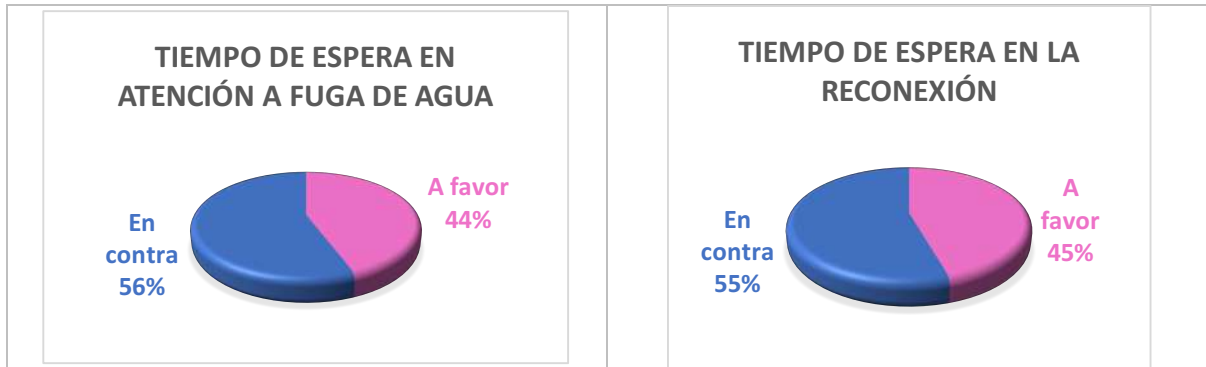 TIEMPO DE ESPERA EN
ATENCIÓN A FUGA DE AGUA
A favor
44%
En
contra
56%
TIEMPO DE ESPERA EN LA
RECONEXIÓN
A
favor
45%
En
contra
55%